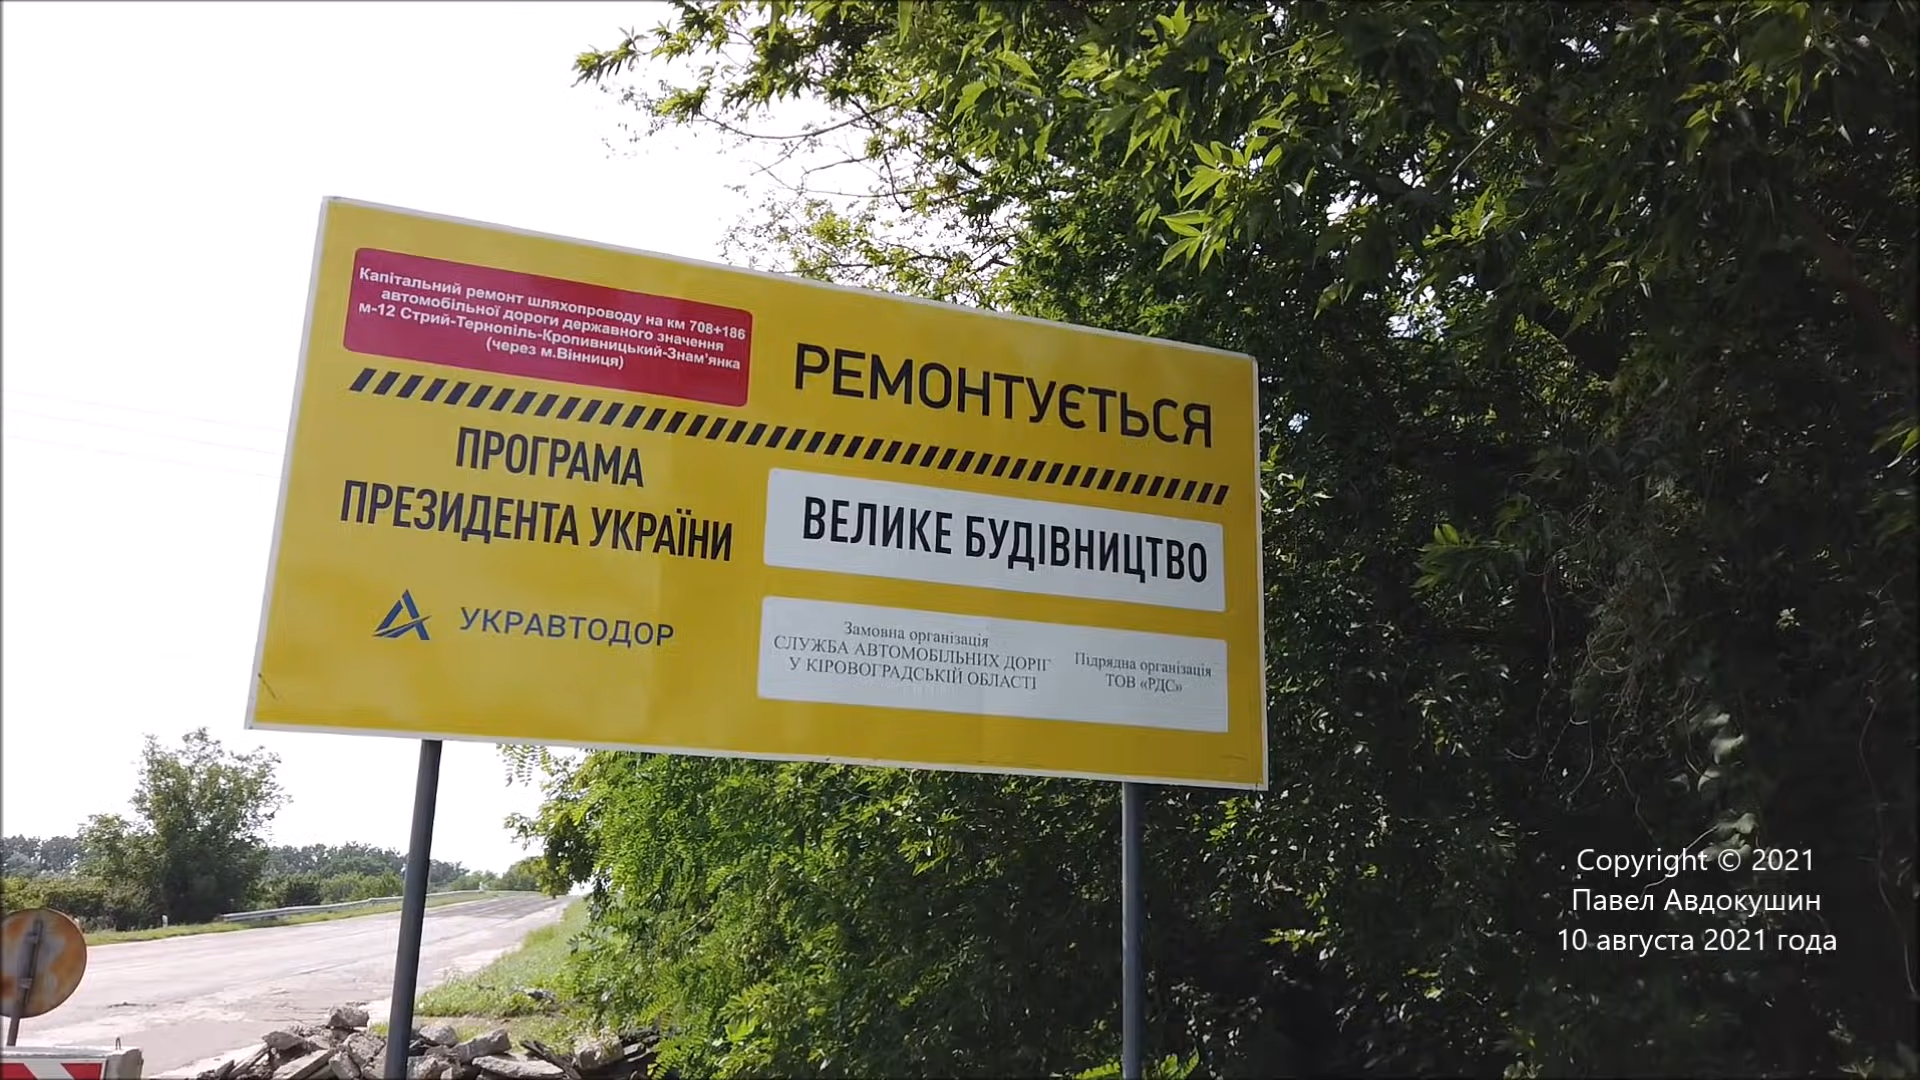 Капітальний ремонт шляхопроводу на км 708+186
автомобільної дороги державного значення
м-12 Стрий-Тернопіль-Кропивницький-Знам'янка
(через м.Вінниця)
РЕМОНТУЄТЬСЯ
ПРОГРАМА
ПРЕЗИДЕНТА УКРАЇНИ
ВЕЛИКЕ БУДІВНИЦТВО
УКРАВТОДОР
Замовна організація
СЛУЖБА АВТОМОБІЛЬНИХ ДОРІГ
У КІРОВОГРАДСЬКІЙ ОБЛАСТІ
Підрядна організація
ТОВ «РДС»
Copyright © 2021
Павел Авдокушин
10 августа 2021 года